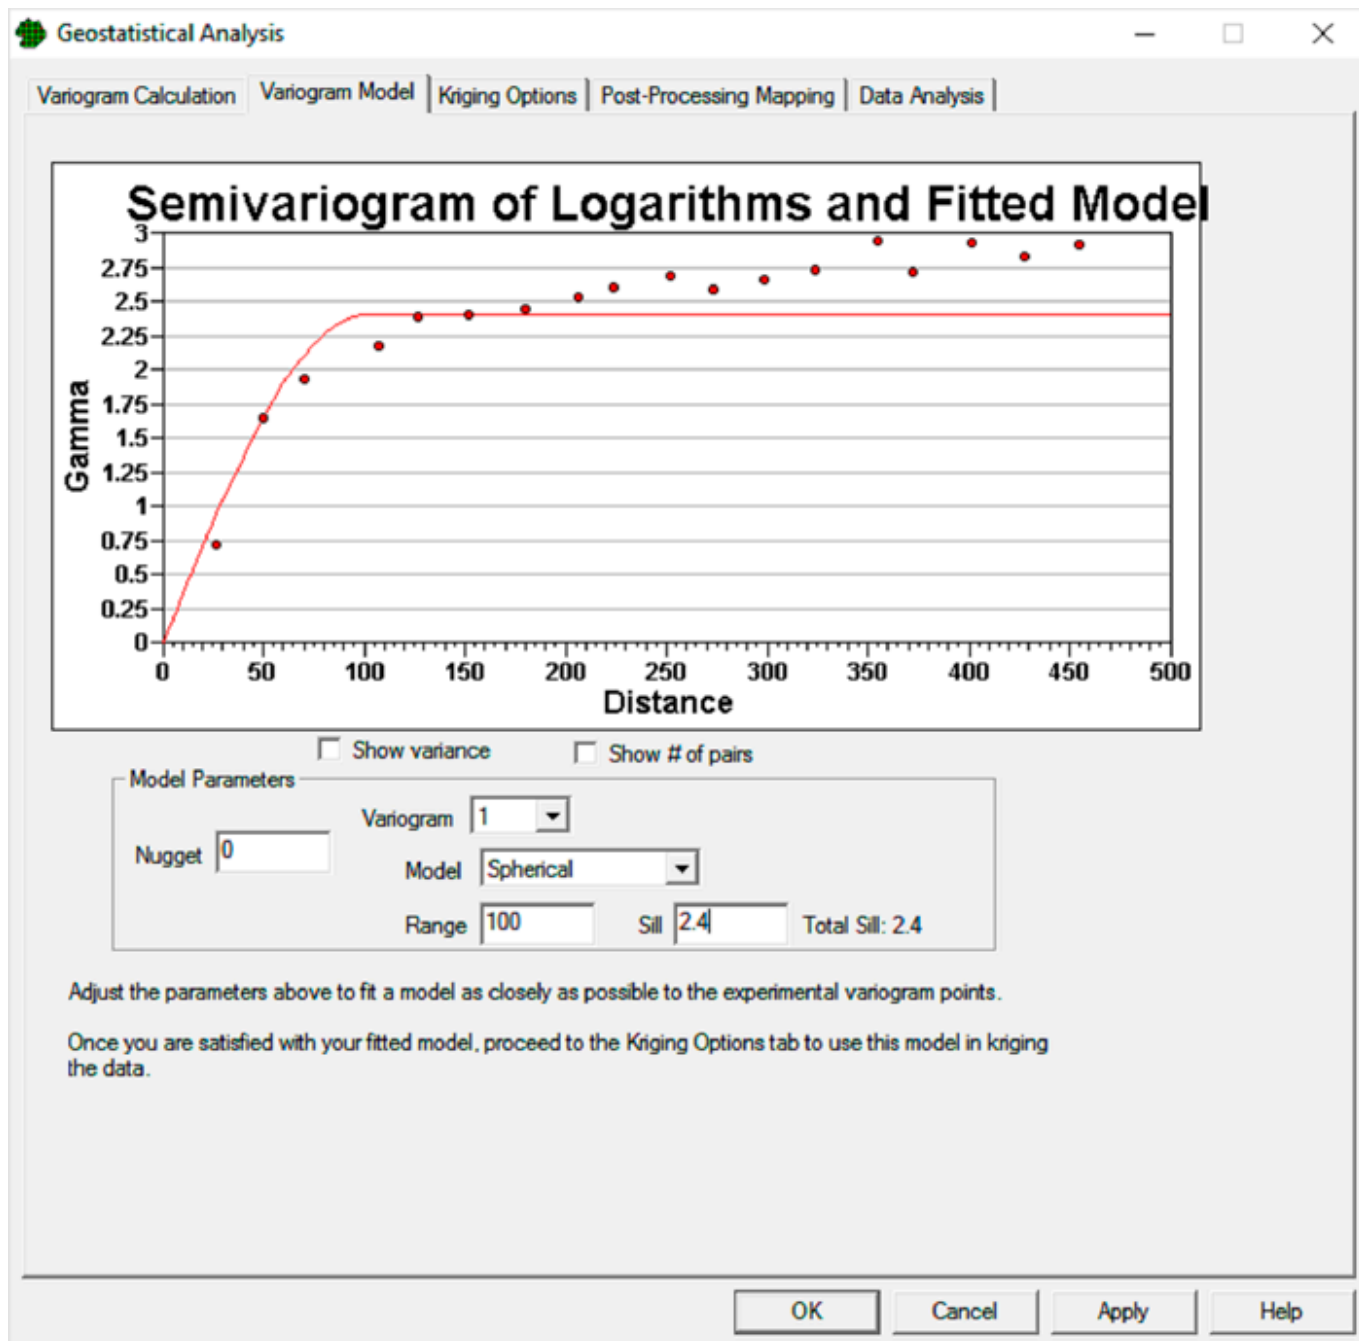 Geostatistical Analysis
Variogram Calculation Variogram Model Kriging Options Post-Processing Mapping Data Analysis
Semivariogram of Logarithms and Fitted Model
3
2.75
2.5
2.25
2
1.75
1.5
1.25
1
0.75
0.5
0.25
0
Gamma
0 50 100 150 200 250 300 350 400 450 500
Distance
Show variance Show # of pairs
Model Parameters
Variogram 1
Nugget 0
Model Spherical
Range 100 Sill 2.4 Total Sill: 2.4
Adjust the parameters above to fit a model as closely as possible to the experimental variogram points.
Once you are satisfied with your fitted model, proceed to the Kriging Options tab to use this model in kriging
the data.
OK Cancel Apply Help